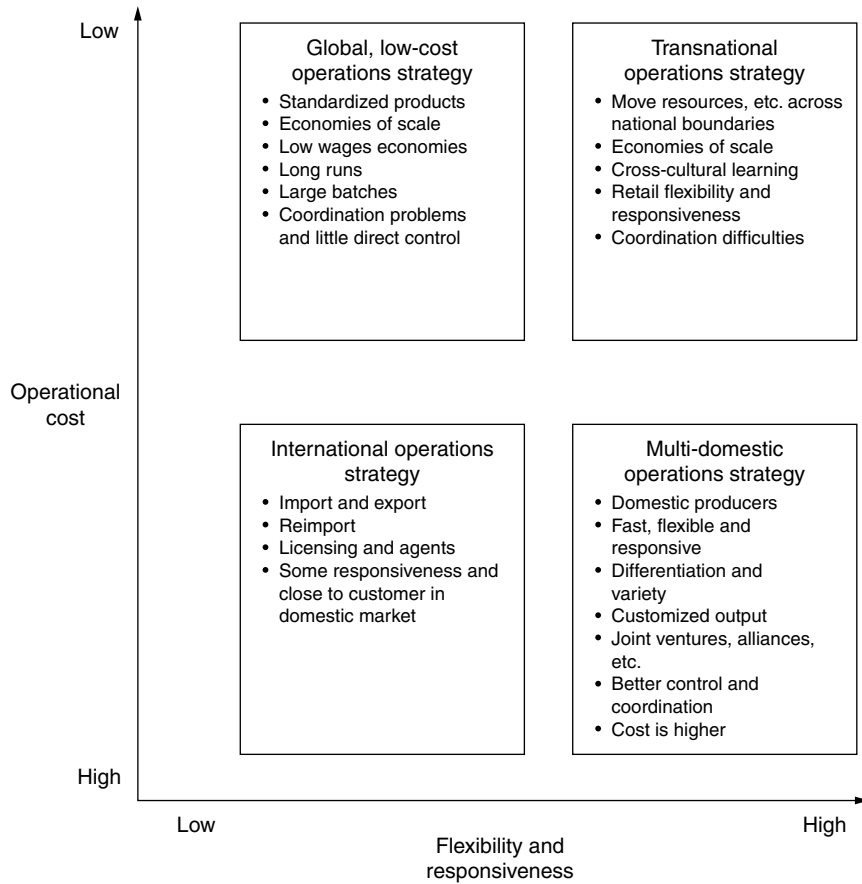 Low
Global, low-cost
operations strategy
• Standardized products
• Economies of scale
• Low wages economies
• Long runs
• Large batches
• Coordination problems
and little direct control
Transnational
operations strategy
• Move resources, etc. across
national boundaries
• Economies of scale
• Cross-cultural learning
• Retail flexibility and
responsiveness
• Coordination difficulties
Operational
cost
International operations
strategy
• Import and export
• Reimport
• Licensing and agents
• Some responsiveness and
close to customer in
domestic market
Multi-domestic
operations strategy
• Domestic producers
• Fast, flexible and
responsive
• Differentiation and
variety
• Customized output
• Joint ventures, alliances,
etc.
• Better control and
coordination
• Cost is higher
High
Low
High
Flexibility and
responsiveness